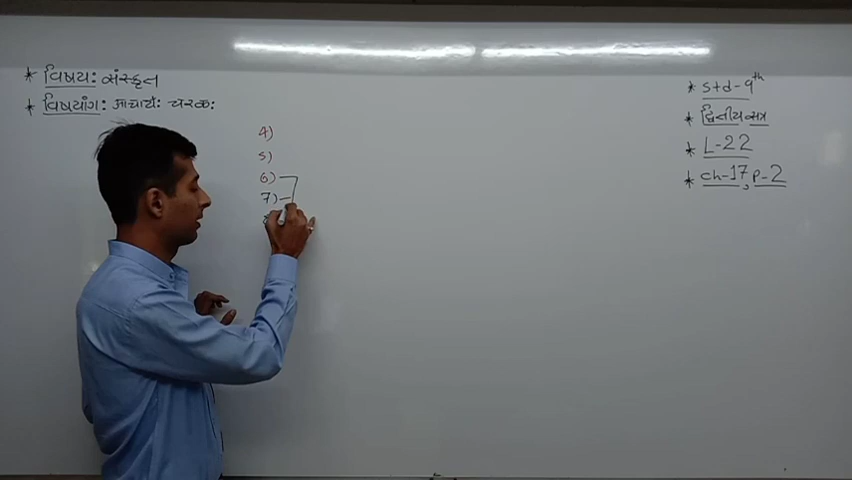 * વિષય: સંસ્કૃત
* વિષયાંગ: આચાર્ય: ચરક:
4)
5)
6)
7)
* std-9th
* દ્વિતીય સત્ર
* L-22
* ch-17, P-2